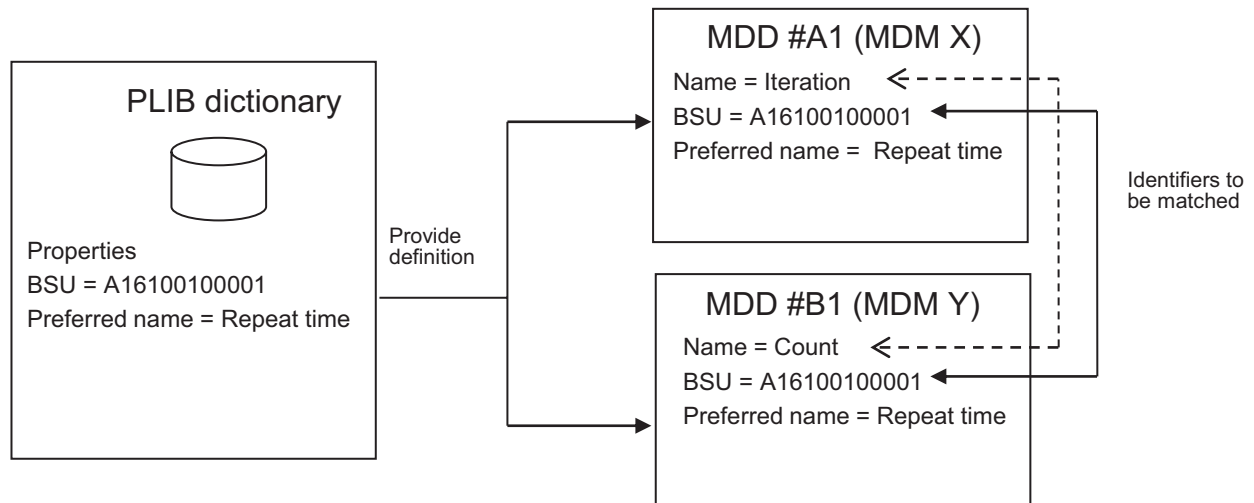 PLIB dictionary
Properties
BSU = A16100100001
Preferred name = Repeat time
Provide
definition
MDD #A1 (MDM X)
Name = Iteration
BSU = A16100100001
Preferred name = Repeat time
MDD #B1 (MDM Y)
Name = Count
BSU = A16100100001
Preferred name = Repeat time
Identifiers to
be matched